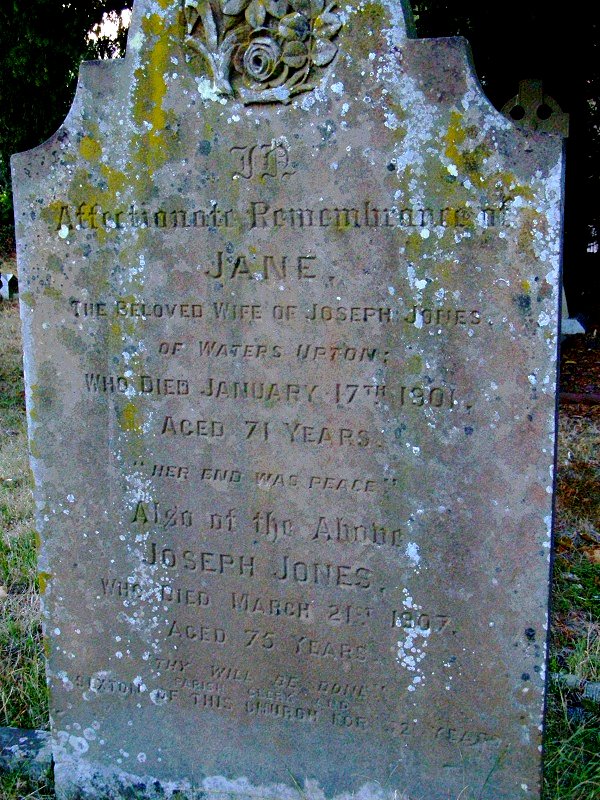 IN
Affectionate Remembrance of
JANE.
THE BELOVED WIFE OF JOSEPH JONES.
OF WATERS UPTON;
WHO DIED JANUARY 17TH 1901.
AGED 71 YEARS.
"HER END WAS PEACE"
Also of the Above
JOSEPH JONES,
WHO DIED MARCH 21ST 1907.
AGED 75 YEARS.
"THY WILL BE DONE"
PARISH CLERK AND
SEXTON OF THIS CHURCH FOR YEARS